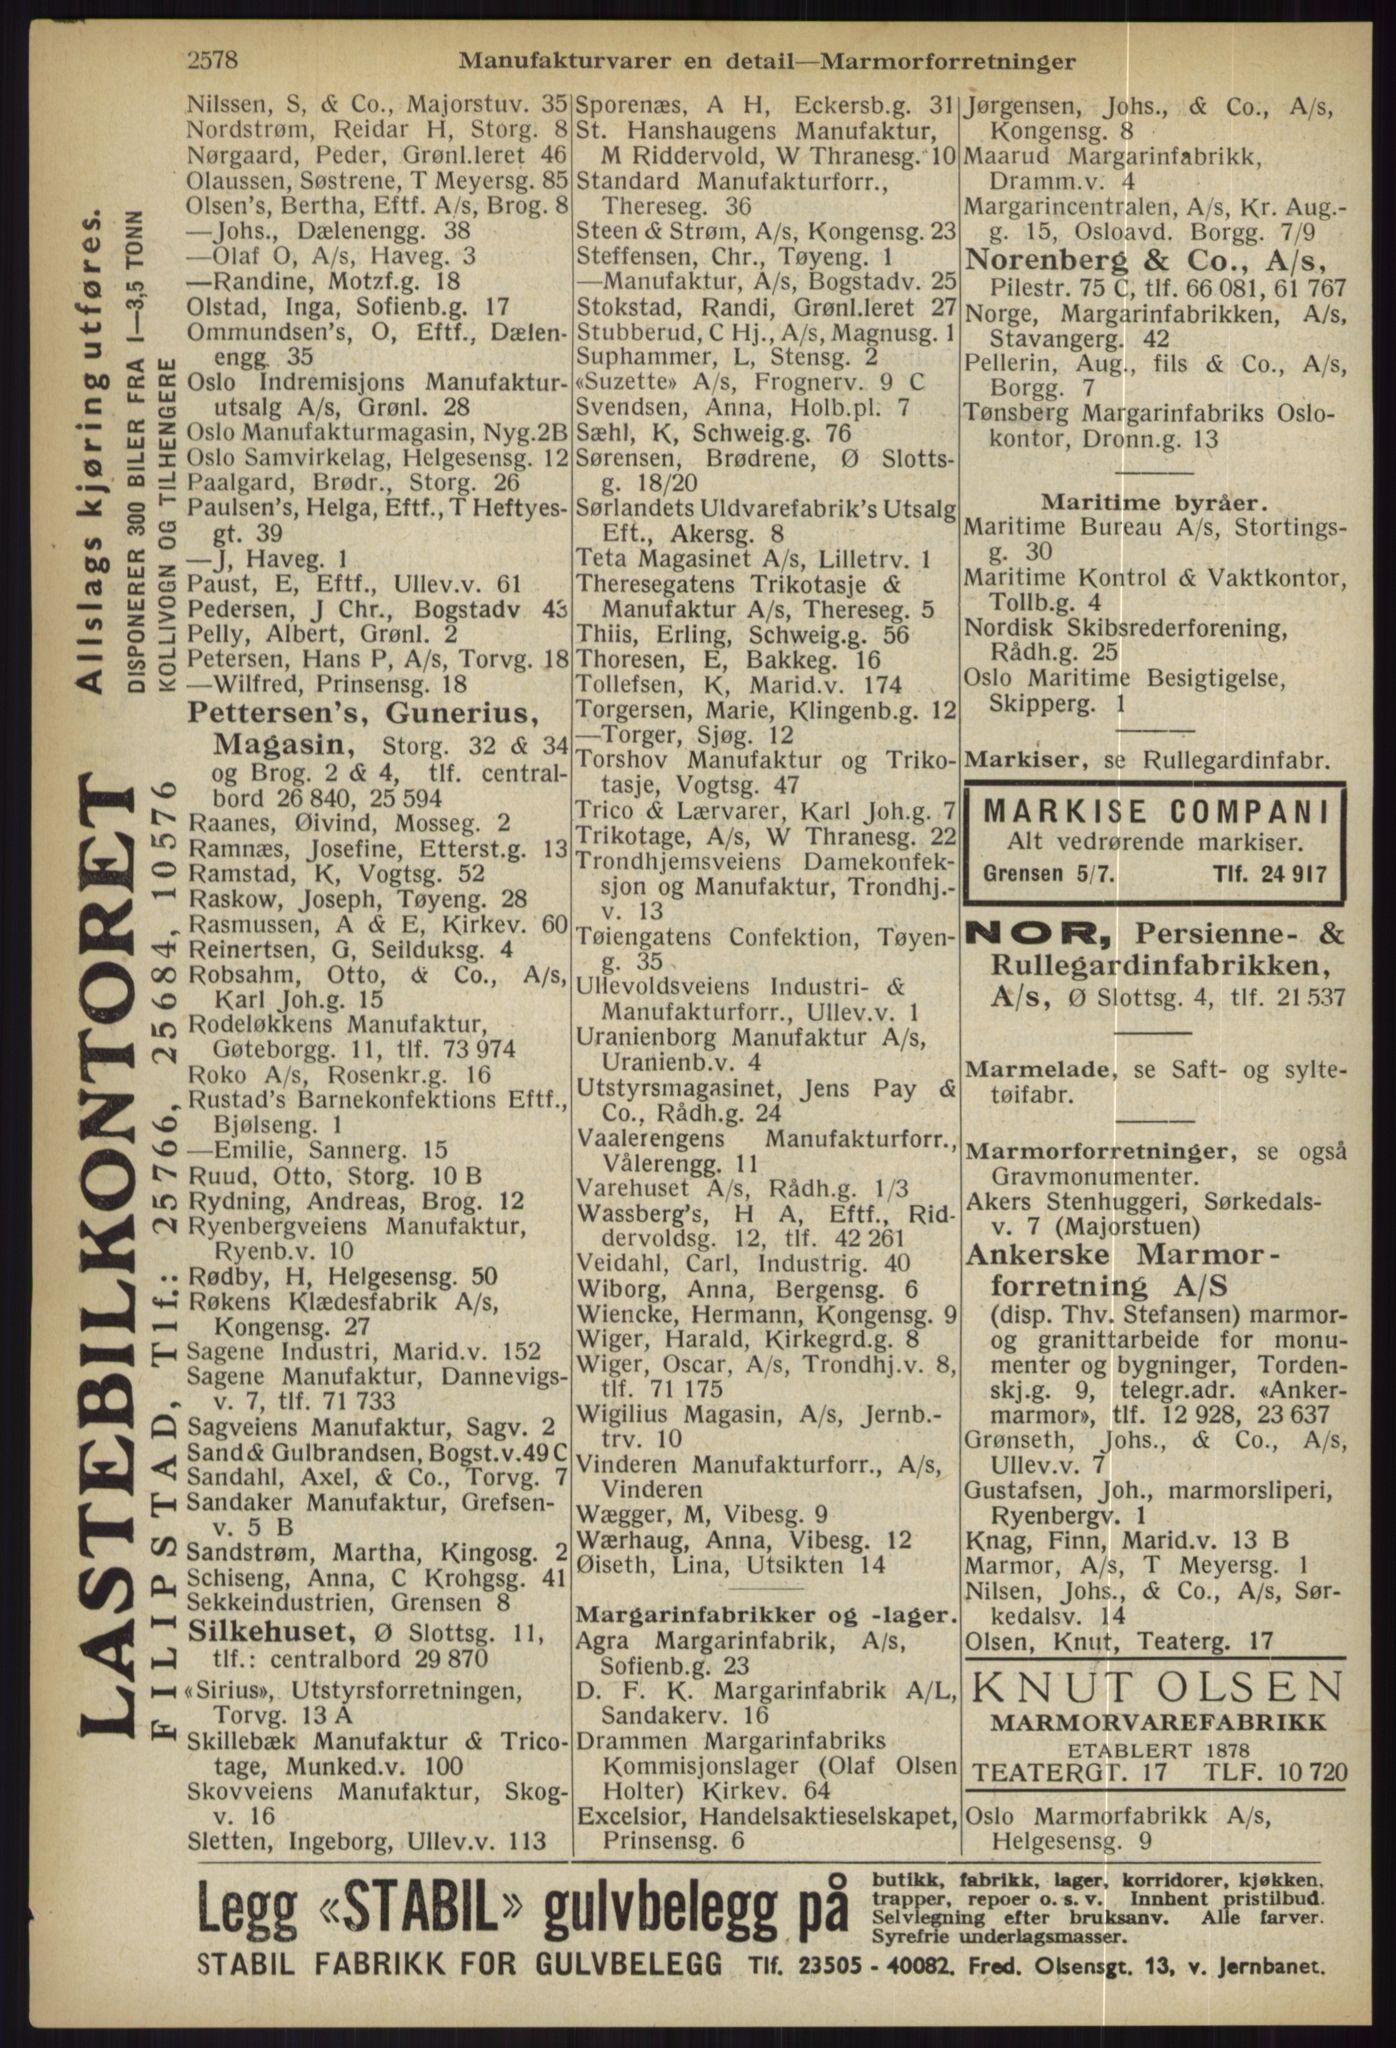 2578
Manufakturvarer en detail—Marmorforretninger
Nilssen, S, & Co., Majorstuv. 35
Nordstrøm, Reidar H, Storg. 8
Nørgaard, Peder, Grønl.leret 46
Olaussen, Søstrene, T Meyersg. 85
Olsen's, Bertha, Eftf. A/s, Brog. 8
—Johs., Dælenengg. 38
—Olaf O, A/s, Haveg. 3
—Randine, Motzf.g. 18
Olstad, Inga, Sofienb.g. 17
Ommundsen's, O, Eftf., Dælen-
engg. 35
Oslo Indremisjons Manufaktur-
utsalg A/s, Grønl. 28
Oslo Manufakturmagasin, Nyg.2B
Oslo Samvirkelag, Helgesensg. 12
Paalgard, Brødr., Storg. 26
Paulsen's, Helga, Eftf., T Heftyes-
gt. 39
—J, Haveg. 1
Paust, E, Eftf., Ullev.v. 61
Pedersen, J Chr., Bogstadv 43
Pelly, Albert, Grønl. 2
Petersen, Hans P, A/s, Torvg. 18
—Wilfred, Prinsensg. 18
Pettersen's, Gunerius,
Magasin, Storg. 32 & 34
og Brog. 2 & 4, tlf. central-
bord 26 840, 25 594
Raanes, Øivind, Mosseg. 2
Ramnæs, Josefine, Etterst.g. 13
Ramstad, K, Vogtsg. 52
Raskow, Joseph, Tøyeng. 28
Rasmussen, A & E, Kirkev. 60
Reinertsen, G, Seilduksg. 4
Robsahm, Otto, & Co., A/s,
Karl Joh.g. 15
Rodeløkkens Manufaktur,
Gøteborgg. 11, tlf. 73 974
Roko A/s, Rosenkr.g. 16
Rustad's Barnekonfektions Eftf.,
Bjølseng. 1
—Emilie, Sannerg. 15
Ruud, Otto, Storg. 10 B
Rydning, Andreas, Brog. 12
Ryenbergveiens Manufaktur,
Ryenb.v. 10
Rødby, H, Helgesensg. 50
Røkens Klædesfabrik A/s,
Kongensg. 27
Sagene Industri, Marid.v. 152
Sagene Manufaktur, Dannevigs-
v. 7, tlf. 71 733
Sagveiens Manufaktur, Sagv. 2
Sand & Gulbrandsen, Bogst.v. 49 C
Sandahl, Axel, & Co., Torvg. 7
Sandaker Manufaktur, Grefsen-
v. 5 B
Sandstrøm, Martha, Kingosg. 2
Schiseng, Anna, C Krohgsg. 41
Sekkeindustrien, Grensen 8
Silkehuset, Ø Slottsg. 11,
tlf.: centralbord 29 870
«Sirius», Utstyrsforretningen,
Torvg. 13 A
Skillebæk Manufaktur & Trico-
tage, Munked.v. 100
Skovveiens Manufaktur, Skog-
v. 16
Sletten, Ingeborg, Ullev.v. 113
Sporenæs, A H, Eckersb.g. 31
St. Hanshaugens Manufaktur,
M Riddervold, W Thranesg. 10
Standard Manufakturforr.,
Thereseg. 36
Steen & Strøm, A/s, Kongensg. 23
Steffensen, Chr., Tøyeng. 1
—Manufaktur, A/s, Bogstadv. 25
Stokstad, Randi, Grønl.leret 27
Stubberud, C Hj., A/s, Magnusg. 1
Suphammer, L, Stensg. 2
«Suzette» A/s, Frognerv. 9 C
Svendsen, Anna, Holb.pl. 7
Sæhl, K, Schweig.g. 76
Sørensen, Brødrene, Ø Slotts-
g. 18/20
Sørlandets Uldvarefabrik's Utsalg
Eft., Akersg. 8
Teta Magasinet A/s, Lilletrv. 1
Theresegatens Trikotasje &
Manufaktur A/s, Thereseg. 5
Thiis, Erling, Schweig.g. 56
Thoresen, E, Bakkeg. 16
Tollefsen, K, Marid.v. 174
Torgersen, Marie, Klingenb.g. 12
—Torger, Sjøg. 12
Torshov Manufaktur og Triko-
tasje, Vogtsg. 47
Trico & Lærvarer, Karl Joh.g. 7
Trikotage, A/s, W Thranesg. 22
Trondhjemsveiens Damekonfek-
sjon og Manufaktur, Trondhj.-
v. 13
Tøiengatens Confektion, Tøyen-
g. 35
Ullevoldsveiens Industri- &
Manufakturforr., Ullev.v. 1
Uranienborg Manufaktur A/s,
Uranienb.v. 4
Utstyrsmagasinet, Jens Pay &
Co., Rådh.g. 24
Vaalerengens Manufakturforr.,
Vålerengg. 11
Varehuset A/s, Rådh.g. 1/3
Wassberg's, H A, Eftf., Rid-
dervoldsg. 12, tlf. 42 261
Veidahl, Carl, Industrig. 40
Wiborg, Anna, Bergensg. 6
Wiencke, Hermann, Kongensg. 9
Wiger, Harald, Kirkegrd.g. 8
Wiger, Oscar, A/s, Trondhj.v. 8,
tlf. 71 175
Wigilius Magasin, A/s, Jernb.-
trv. 10
Vinderen Manufakturforr., A/s,
Vinderen
Wægger, M, Vibesg. 9
Wærhaug, Anna, Vibesg. 12
Øiseth, Lina, Utsikten 14
Margarinfabrikker og -lager.
Agra Margarinfabrik, A/s,
Sofienb.g. 23
D. F. K. Margarinfabrik A/L,
Sandakerv. 16
Drammen Margarinfabriks
Kommisjonslager (Olaf Olsen
Holter) Kirkev. 64
Excelsior, Handelsaktieselskapet,
Prinsensg. 6
Jørgensen, Johs., & Co., A/s,
Kongensg. 8
Maarud Margarinfabrikk,
Dramm.v. 4
Margarincentralen, A/s, Kr. Aug.-
g. 15, Osloavd. Borgg. 7/9
Norenberg & Co., A/s,
Pilestr. 75 C, tlf. 66 081, 61 767
Norge, Margarinfabrikken, A/s,
Stavangerg. 42
Pellerin, Aug., fils & Co., A/s,
Borgg. 7
Tønsberg Margarinfabriks Oslo-
kontor, Dronn.g. 13
Maritime byråer.
Maritime Bureau A/s, Stortings-
g. 30
Maritime Kontrol & Vaktkontor,
Tollb.g. 4
Nordisk Skibsrederforening,
Rådh.g. 25
Oslo Maritime Besigtigelse,
Skipperg. 1
Markiser, se Rullegardinfabr.
MARKISE COMPANI
Alt vedrørende markiser.
Grensen 5/7. Tlf. 24 917
NOR, Persienne- &
Rullegardinfabrikken,
A/s, Ø Slottsg. 4, tlf. 21 537
Marmelade, se Saft- og sylte-
tøifabr.
Marmorforretninger, se også
Gravmonumenter.
Akers Stenhuggeri, Sørkedals-
v. 7 (Majorstuen)
Ankerske Marmor-
forretning A/S
(disp. Thv. Stefansen) marmor-
og granittarbeide for monu-
menter og bygninger, Torden-
skj.g. 9, telegr.adr. «Anker-
marmor», tlf. 12 928, 23 637
Grønseth, Johs., & Co., A/s,
Ullev.v. 7
Gustafsen, Joh., marmorsliperi,
Ryenbergv. 1
Knag, Finn, Marid.v. 13 B
Marmor, A/s, T Meyersg. 1
Nilsen, Johs., & Co., A/s, Sør-
kedalsv. 14
Olsen, Knut, Teaterg. 17
KNUT OLSEN
MARMORVAREFABRIKK
ETABLERT 1878
TEATERGT. 17 TLF. 10 720
Oslo Marmorfabrikk A/s,
Helgesensg. 9
LASTEBILKONTORET
FILIPSTAD, Tlf.: 25766, 25684, 10576
Allslags kjøring utføres.
DISPONERER 300 BILER FRA 1—3,5 TONN
KOLLIVOGN OG TILHENGERE
Legg «STABIL» gulvbelegg på
butikk, fabrikk, lager, korridorer, kjøkken,
trapper, repoer o. s. v. Innhent pristilbud.
Selvlegning efter bruksanv. Alle farver.
Syrefrie underlagsmasser.
STABIL FABRIKK FOR GULVBELEGG Tlf. 23505 - 40082. Fred. Olsensgt. 13, v. Jernbanet.